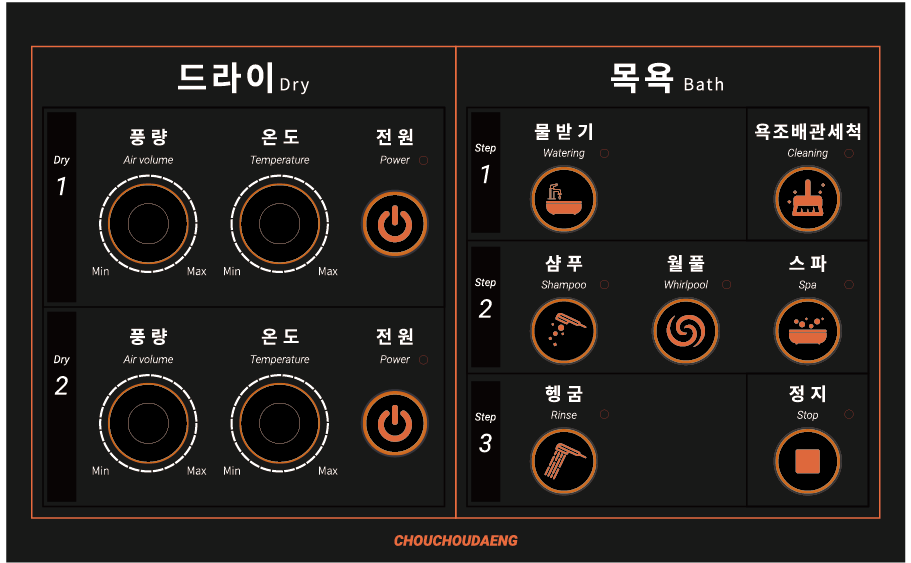 드라이 Dry
Dry
1
풍량
Air volume
Min Max
온도
Temperature
Min Max
전원
Power
Dry
2
풍량
Air volume
Min Max
온도
Temperature
Min Max
전원
Power
목욕 Bath
Step
1
물받기
Watering
욕조배관세척
Cleaning
Step
2
샴푸
Shampoo
월풀
Whirlpool
스파
Spa
Step
3
헹굼
Rinse
정지
Stop
CHOUCHOUDAENG